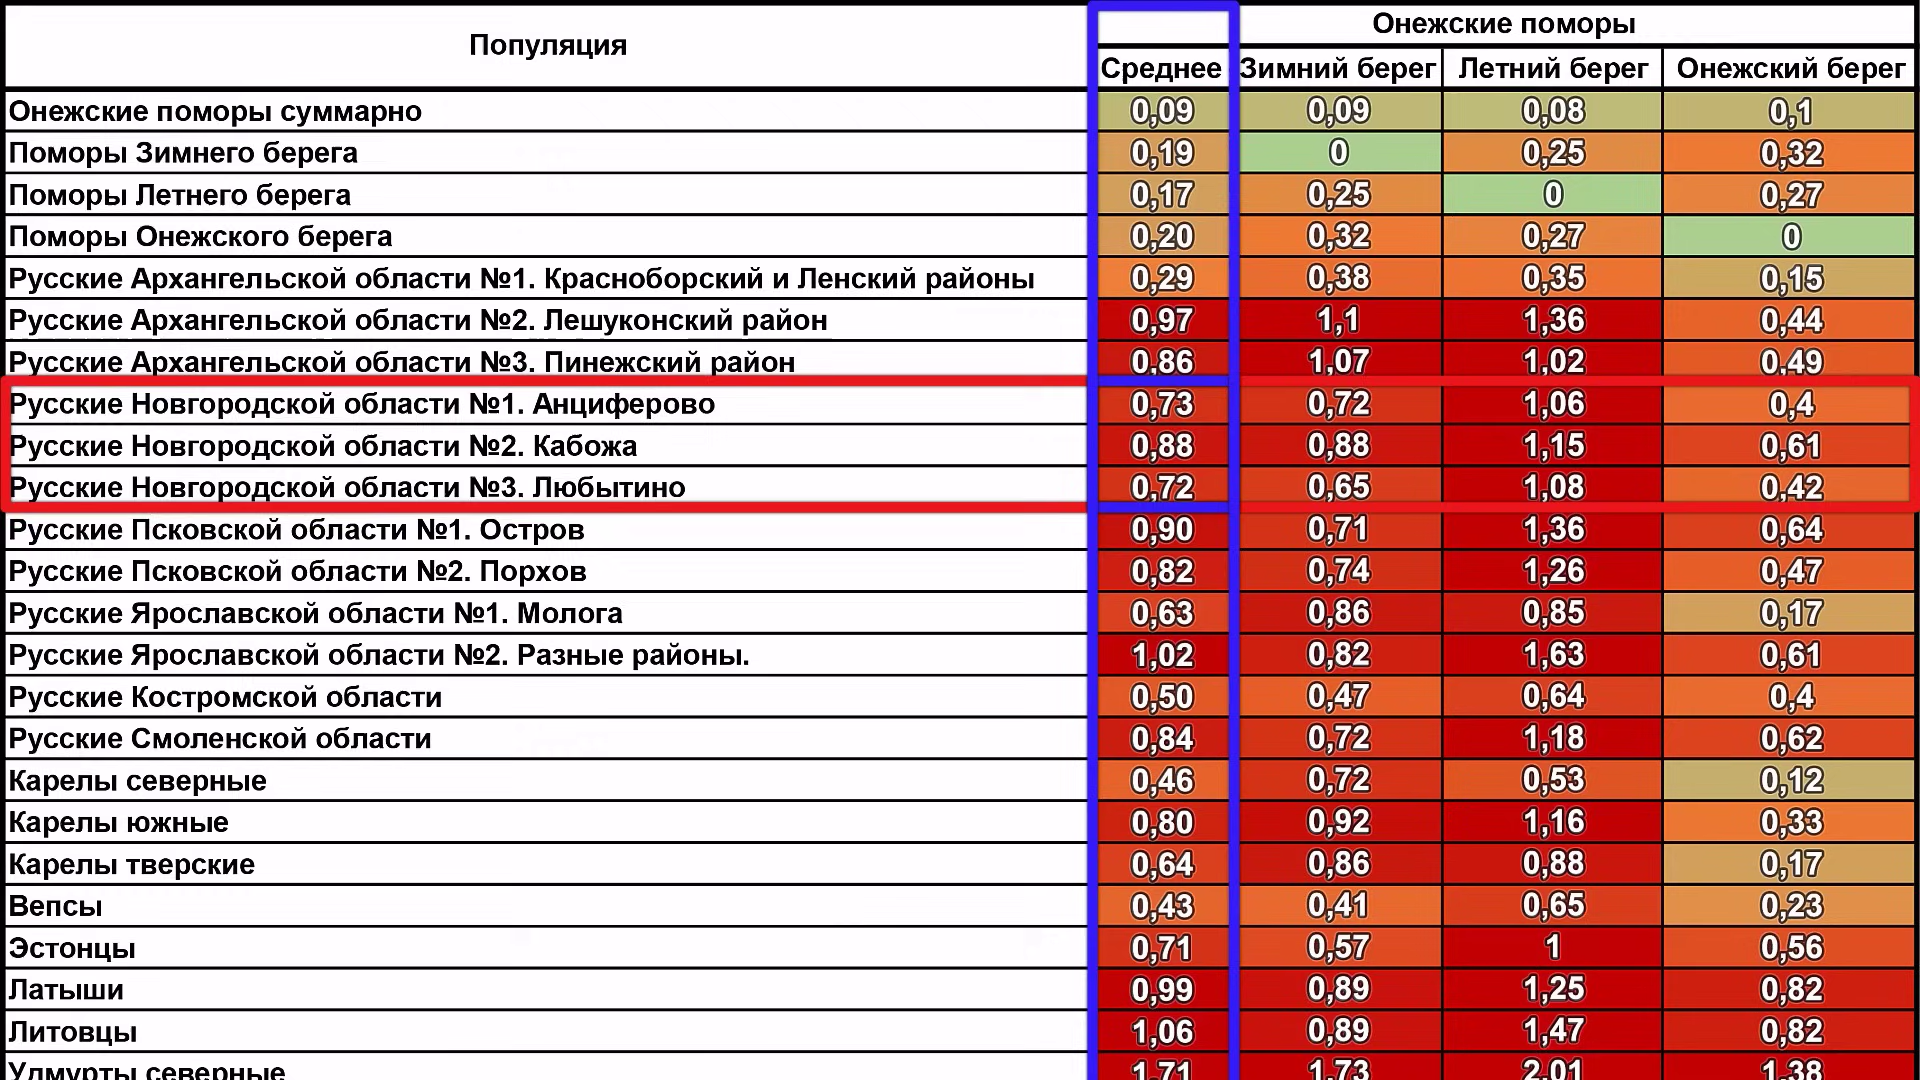 Популяция
Онежские поморы
Среднее Зимний берег Летний берег Онежский берег
Онежские поморы суммарно 0,09 0,09 0,08 0,1
Поморы Зимнего берега 0,19 0 0,25 0,32
Поморы Летнего берега 0,17 0,25 0 0,27
Поморы Онежского берега 0,20 0,32 0,27 0
Русские Архангельской области №1. Красноборский и Ленский районы 0,29 0,38 0,35 0,15
Русские Архангельской области №2. Лешуконский район 0,97 1,1 1,36 0,44
Русские Архангельской области №3. Пинежский район 0,86 1,07 1,02 0,49
Русские Новгородской области №1. Анциферово 0,73 0,72 1,06 0,4
Русские Новгородской области №2. Кабожа 0,88 0,88 1,15 0,61
Русские Новгородской области №3. Любытино 0,72 0,65 1,08 0,42
Русские Псковской области №1. Остров 0,90 0,71 1,36 0,64
Русские Псковской области №2. Порхов 0,82 0,74 1,26 0,47
Русские Ярославской области №1. Молога 0,63 0,86 0,85 0,17
Русские Ярославской области №2. Разные районы. 1,02 0,82 1,63 0,61
Русские Костромской области 0,50 0,47 0,64 0,4
Русские Смоленской области 0,84 0,72 1,18 0,62
Карелы северные 0,46 0,72 0,53 0,12
Карелы южные 0,80 0,92 1,16 0,33
Карелы тверские 0,64 0,86 0,88 0,17
Вепсы 0,43 0,41 0,65 0,23
Эстонцы 0,71 0,57 1 0,56
Латыши 0,99 0,89 1,25 0,82
Литовцы 1,06 0,89 1,47 0,82
Удмурты северные 1,71 1,73 2,01 1,38